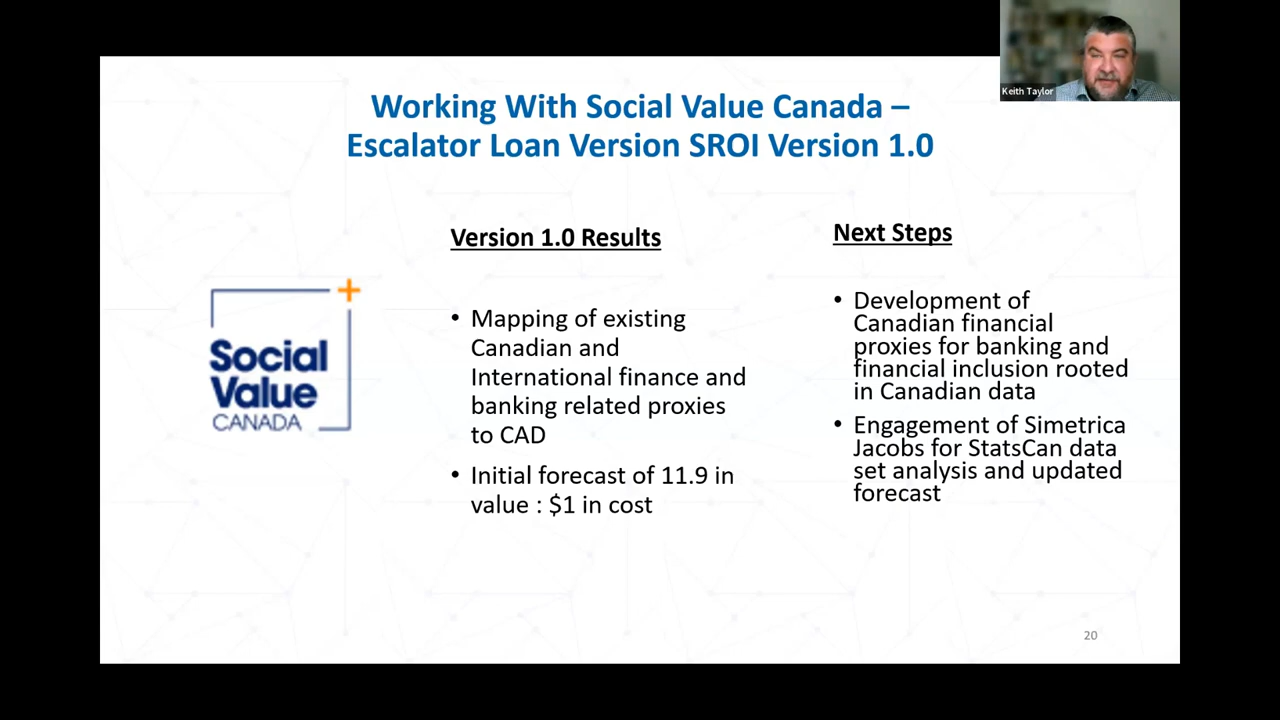 Keith Taylor
Working With Social Value Canada –
Escalator Loan Version SROI Version 1.0
Social
Value
CANADA
Version 1.0 Results
• Mapping of existing
Canadian and
International finance and
banking related proxies
to CAD
• Initial forecast of 11.9 in
value : $1 in cost
Next Steps
• Development of
Canadian financial
proxies for banking and
financial inclusion rooted
in Canadian data
• Engagement of Simetrica
Jacobs for StatsCan data
set analysis and updated
forecast
20